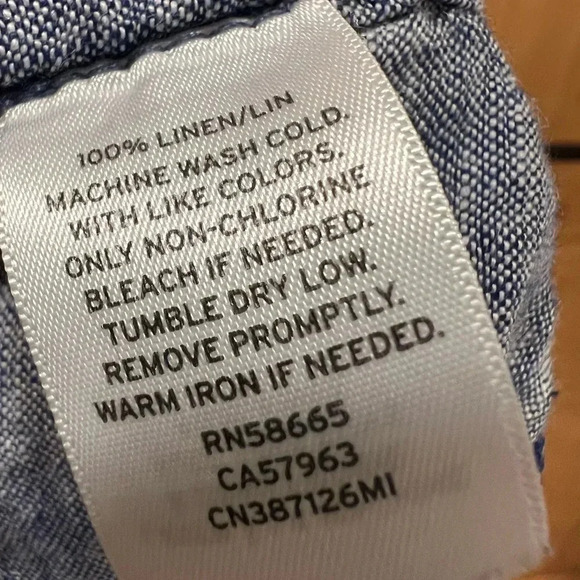 100% LINEN/LIN
MACHINE WASH COLD.
WITH LIKE COLORS.
ONLY NON-CHLORINE
BLEACH IF NEEDED.
TUMBLE DRY LOW.
REMOVE PROMPTLY.
WARM IRON IF NEEDED.
RN58665
CA57963
CN387126MI